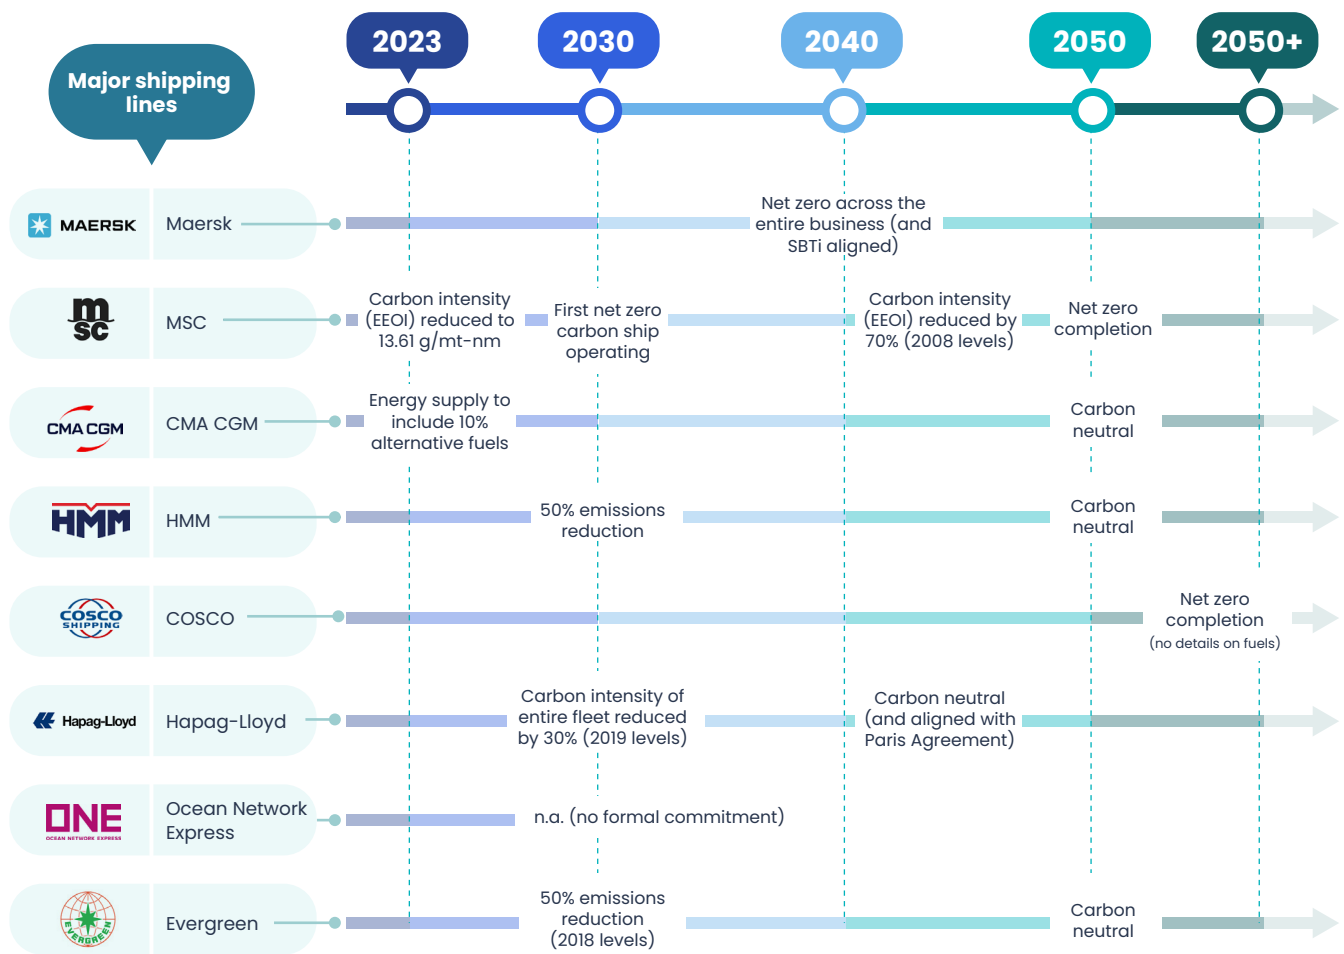 2023
2030
2040
2050
2050+
Major shipping
lines
MAERSK
Maersk
Net zero across the
entire business (and
SBTi aligned)
msc
MSC
Carbon intensity
(EEOI) reduced to
13.61 g/mt-nm
First net zero
carbon ship
operating
Carbon intensity
(EEOI) reduced by
70% (2008 levels)
Net zero
completion
CMA CGM
CMA CGM
Energy supply to
include 10%
alternative fuels
Carbon
neutral
HMM
HMM
50% emissions
reduction
Carbon
neutral
COSCO
SHIPPING
COSCO
Net zero
completion
(no details on fuels)
Hapag-Lloyd
Hapag-Lloyd
Carbon intensity of
entire fleet reduced
by 30% (2019 levels)
Carbon neutral
(and aligned with
Paris Agreement)
ONE
OCEAN NETWORK EXPRESS
Ocean Network
Express
n.a. (no formal commitment)
EVERGREEN
Evergreen
50% emissions
reduction
(2018 levels)
Carbon
neutral